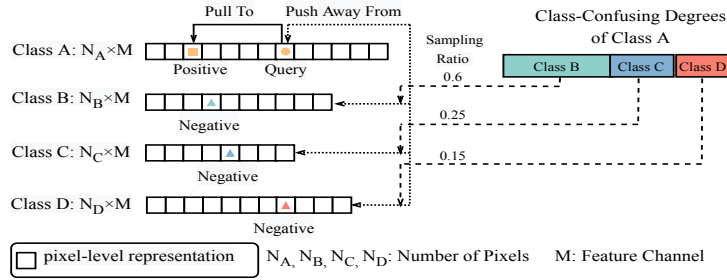 Pull To
Push Away From
Class-Confusing Degrees
of Class A
Class A: N_A×M
Positive
Query
Sampling
Ratio
Class B
Class C
Class D
0.6
Class B: N_B×M
Negative
0.25
Class C: N_C×M
Negative
0.15
Class D: N_D×M
Negative
pixel-level representation
N_A, N_B, N_C, N_D: Number of Pixels
M: Feature Channel